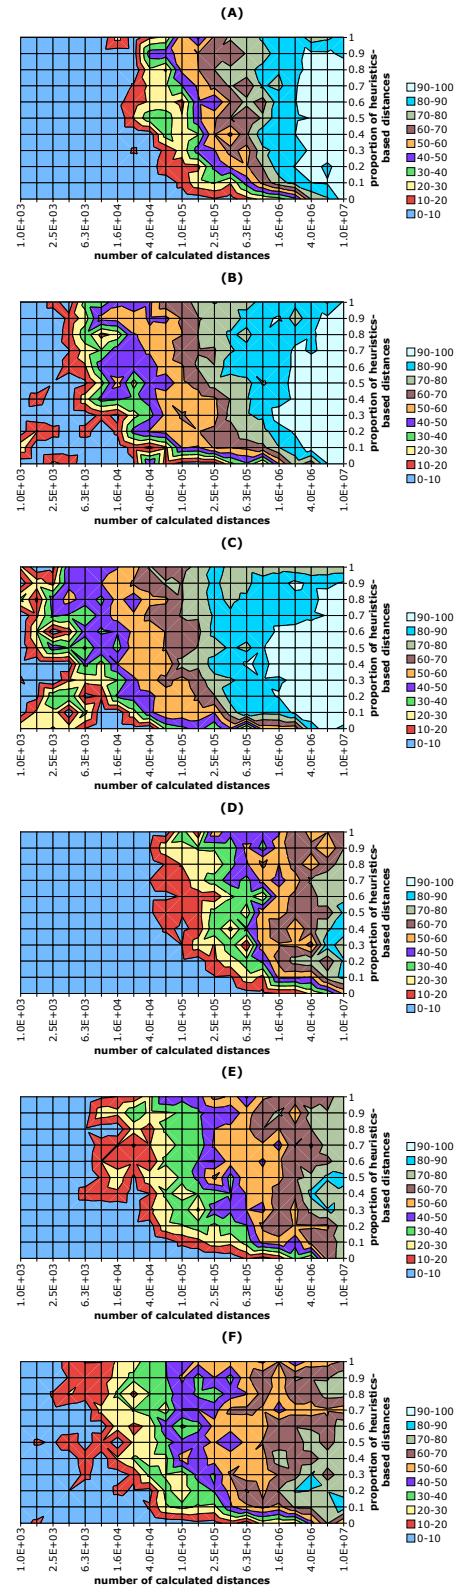 (A)
1
0.9
0.8
0.7
0.6
0.5
0.4
0.3
0.2
0.1
0
proportion of heuristics-
based distances
90-100
80-90
70-80
60-70
50-60
40-50
30-40
20-30
10-20
0-10
1.0E+03
2.5E+03
6.3E+03
1.6E+04
4.0E+04
1.0E+05
2.5E+05
6.3E+05
1.6E+06
4.0E+06
1.0E+07
number of calculated distances
(B)
1
0.9
0.8
0.7
0.6
0.5
0.4
0.3
0.2
0.1
0
proportion of heuristics-
based distances
90-100
80-90
70-80
60-70
50-60
40-50
30-40
20-30
10-20
0-10
1.0E+03
2.5E+03
6.3E+03
1.6E+04
4.0E+04
1.0E+05
2.5E+05
6.3E+05
1.6E+06
4.0E+06
1.0E+07
number of calculated distances
(C)
1
0.9
0.8
0.7
0.6
0.5
0.4
0.3
0.2
0.1
0
proportion of heuristics-
based distances
90-100
80-90
70-80
60-70
50-60
40-50
30-40
20-30
10-20
0-10
1.0E+03
2.5E+03
6.3E+03
1.6E+04
4.0E+04
1.0E+05
2.5E+05
6.3E+05
1.6E+06
4.0E+06
1.0E+07
number of calculated distances
(D)
1
0.9
0.8
0.7
0.6
0.5
0.4
0.3
0.2
0.1
0
proportion of heuristics-
based distances
90-100
80-90
70-80
60-70
50-60
40-50
30-40
20-30
10-20
0-10
1.0E+03
2.5E+03
6.3E+03
1.6E+04
4.0E+04
1.0E+05
2.5E+05
6.3E+05
1.6E+06
4.0E+06
1.0E+07
number of calculated distances
(E)
1
0.9
0.8
0.7
0.6
0.5
0.4
0.3
0.2
0.1
0
proportion of heuristics-
based distances
90-100
80-90
70-80
60-70
50-60
40-50
30-40
20-30
10-20
0-10
1.0E+03
2.5E+03
6.3E+03
1.6E+04
4.0E+04
1.0E+05
2.5E+05
6.3E+05
1.6E+06
4.0E+06
1.0E+07
number of calculated distances
(F)
1
0.9
0.8
0.7
0.6
0.5
0.4
0.3
0.2
0.1
0
proportion of heuristics-
based distances
90-100
80-90
70-80
60-70
50-60
40-50
30-40
20-30
10-20
0-10
1.0E+03
2.5E+03
6.3E+03
1.6E+04
4.0E+04
1.0E+05
2.5E+05
6.3E+05
1.6E+06
4.0E+06
1.0E+07
number of calculated distances